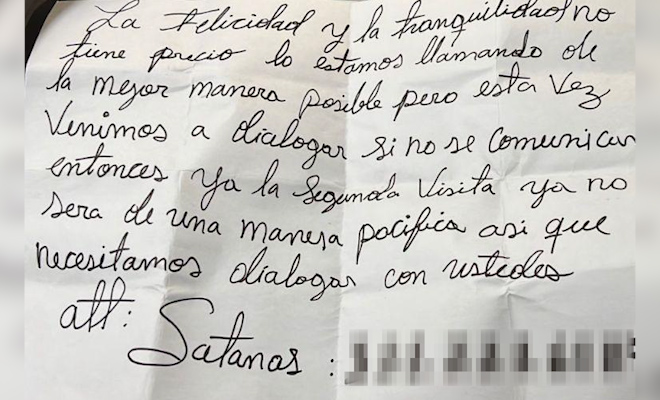 La Felicidad y la tranquilidad no
tiene precio lo estamos llamando de
la mejor manera posible pero esta vez
Venimos a dialogar si no se comunican
entonces ya la segunda visita ya no
sera de una manera pacifica asi que
necesitamos dialogar con ustedes
att:
Satanas :